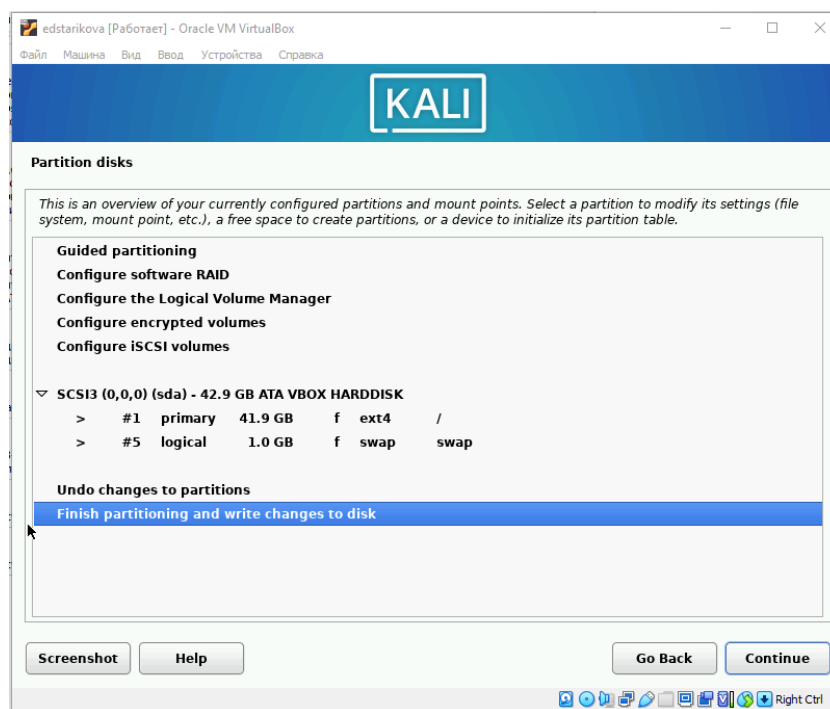 edstarikova [Работает] - Oracle VM VirtualBox
Файл Машина Вид Ввод Устройства Справка
KALI
Partition disks
This is an overview of your currently configured partitions and mount points. Select a partition to modify its settings (file
system, mount point, etc.), a free space to create partitions, or a device to initialize its partition table.
Guided partitioning
Configure software RAID
Configure the Logical Volume Manager
Configure encrypted volumes
Configure iSCSI volumes
SCSI3 (0,0,0) (sda) - 42.9 GB ATA VBOX HARDDISK
> #1 primary 41.9 GB f ext4 /
> #5 logical 1.0 GB f swap swap
Undo changes to partitions
Finish partitioning and write changes to disk
Screenshot Help Go Back Continue
Right Ctrl